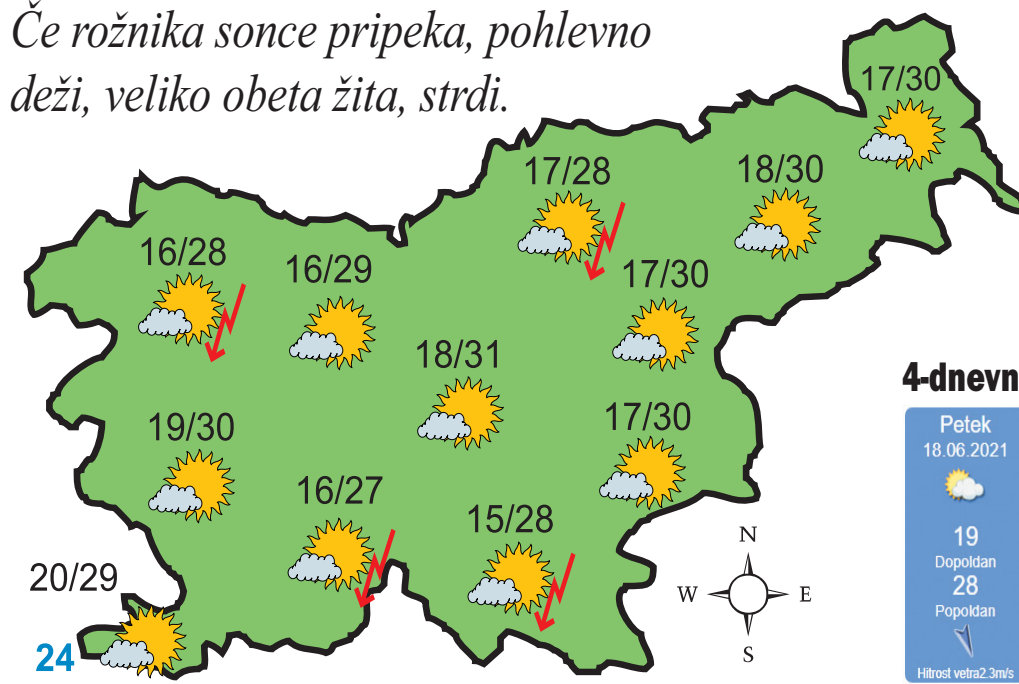 Če rožnika sonce pripeka, pohlevno
deži, veliko obeta žita, strdi.
17/30
17/28
18/30
16/28
16/29
17/30
18/31
19/30
17/30
16/27
15/28
20/29
24
N
W
E
S
4-dnevn
Petek
18.06.2021
19
Dopoldan
28
Popoldan
Hitrost vetra2.3m/s